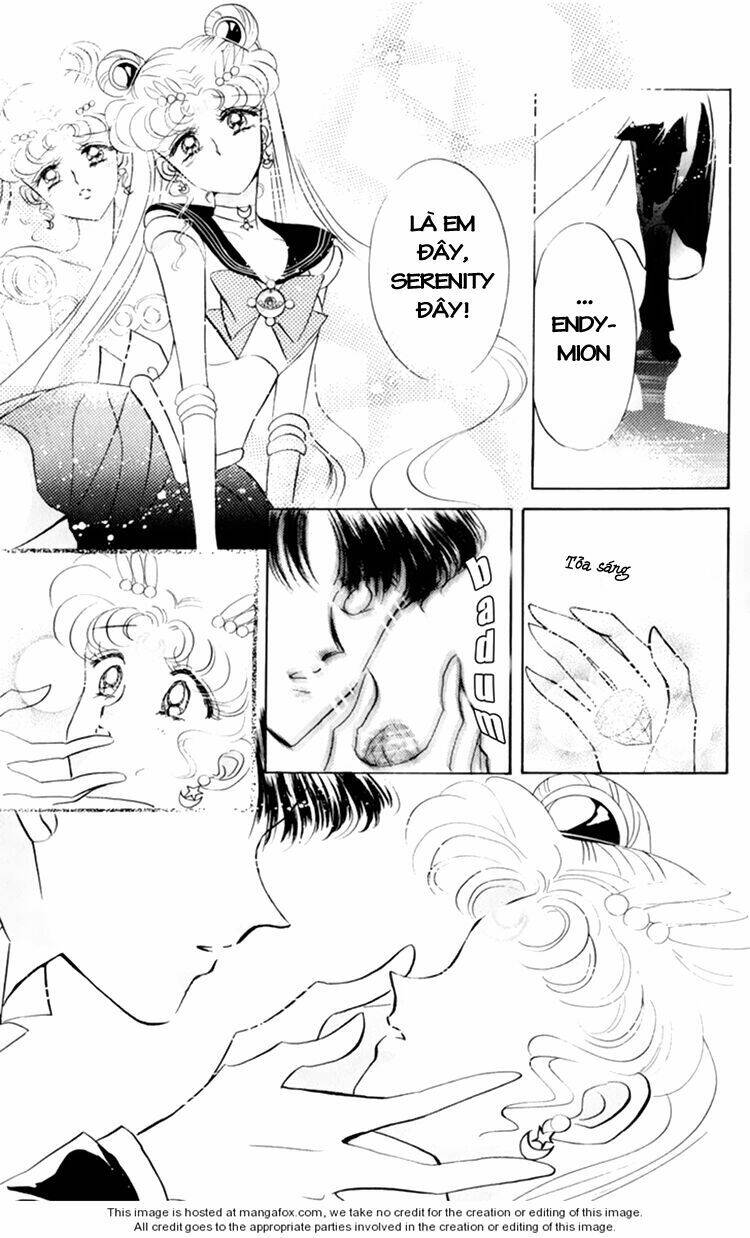 ...
ENDY-
MION
LÀ EM
ĐÂY,
SERENITY
ĐÂY!
Tỏa sáng
badum
This image is hosted at mangafox.com, we take no credit for the creation or editing of this image.
All credit goes to the appropriate parties involved in the creation or editing of this image.